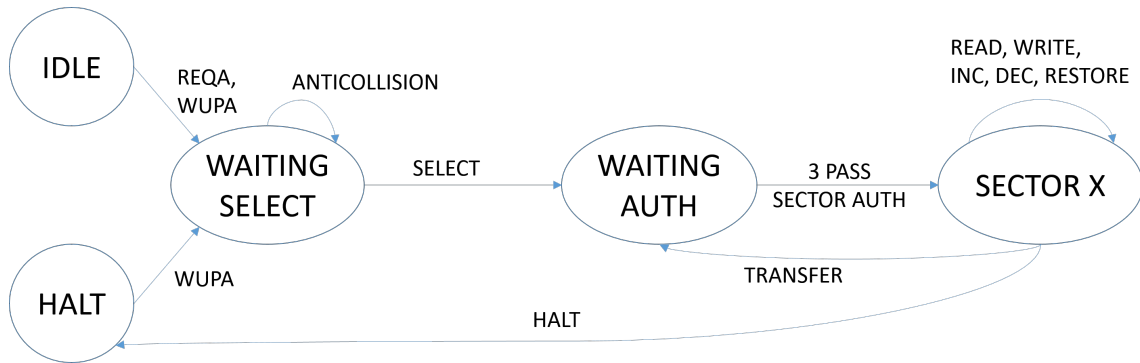 IDLE
REQA,
WUPA
ANTICOLLISION
READ, WRITE,
INC, DEC, RESTORE
WAITING
SELECT
SELECT
WAITING
AUTH
3 PASS
SECTOR AUTH
SECTOR X
HALT
WUPA
TRANSFER
HALT